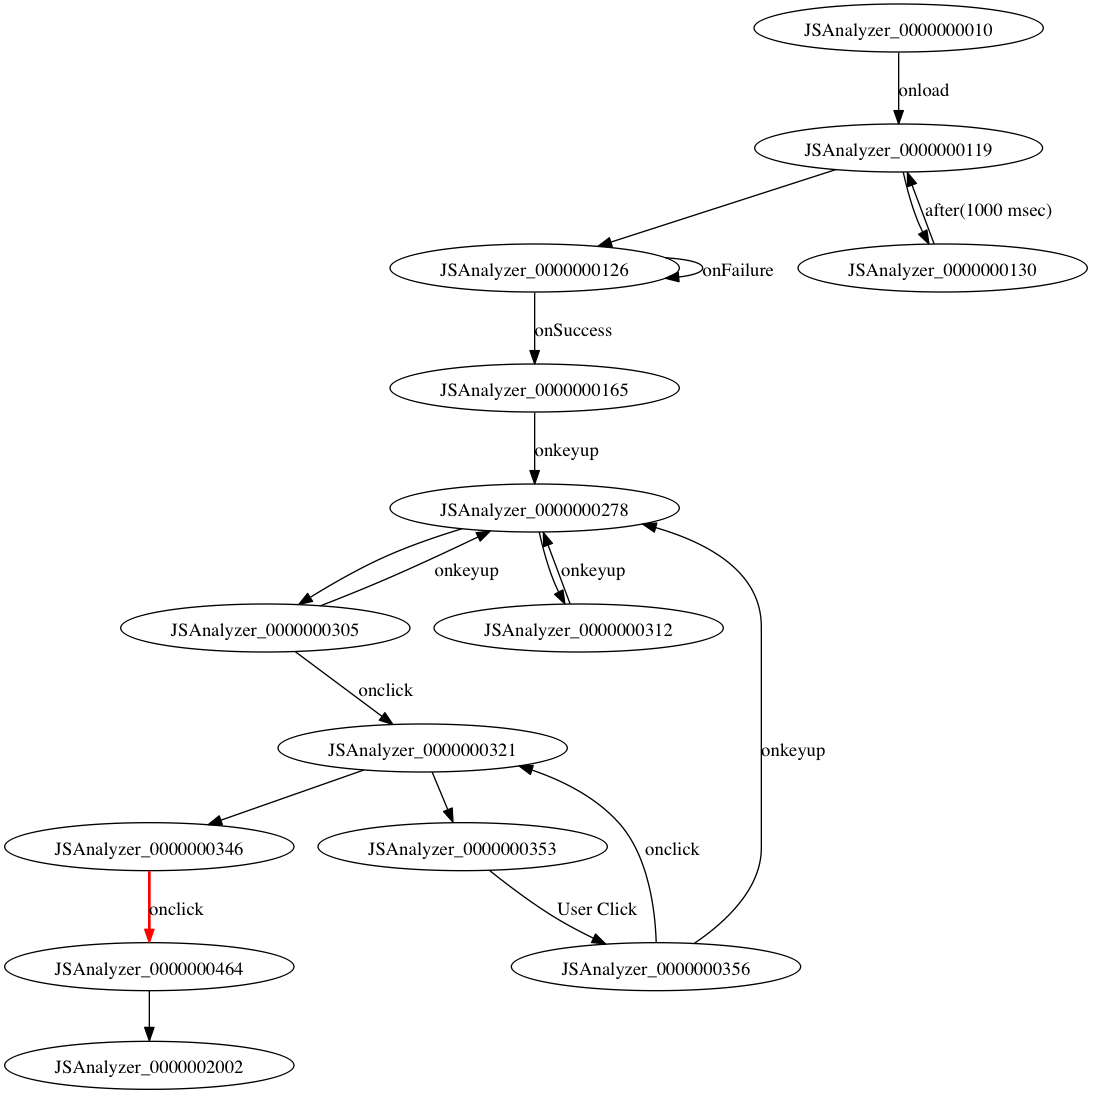 JSAnalyzer_0000000010
onload
JSAnalyzer_0000000119
after(1000 msec)
JSAnalyzer_0000000126
onFailure
JSAnalyzer_0000000130
onSuccess
JSAnalyzer_0000000165
onkeyup
JSAnalyzer_0000000278
onkeyup
onkeyup
JSAnalyzer_0000000305
JSAnalyzer_0000000312
onclick
JSAnalyzer_0000000321
onkeyup
JSAnalyzer_0000000346
JSAnalyzer_0000000353
onclick
onclick
User Click
JSAnalyzer_0000000464
JSAnalyzer_0000000356
JSAnalyzer_0000002002